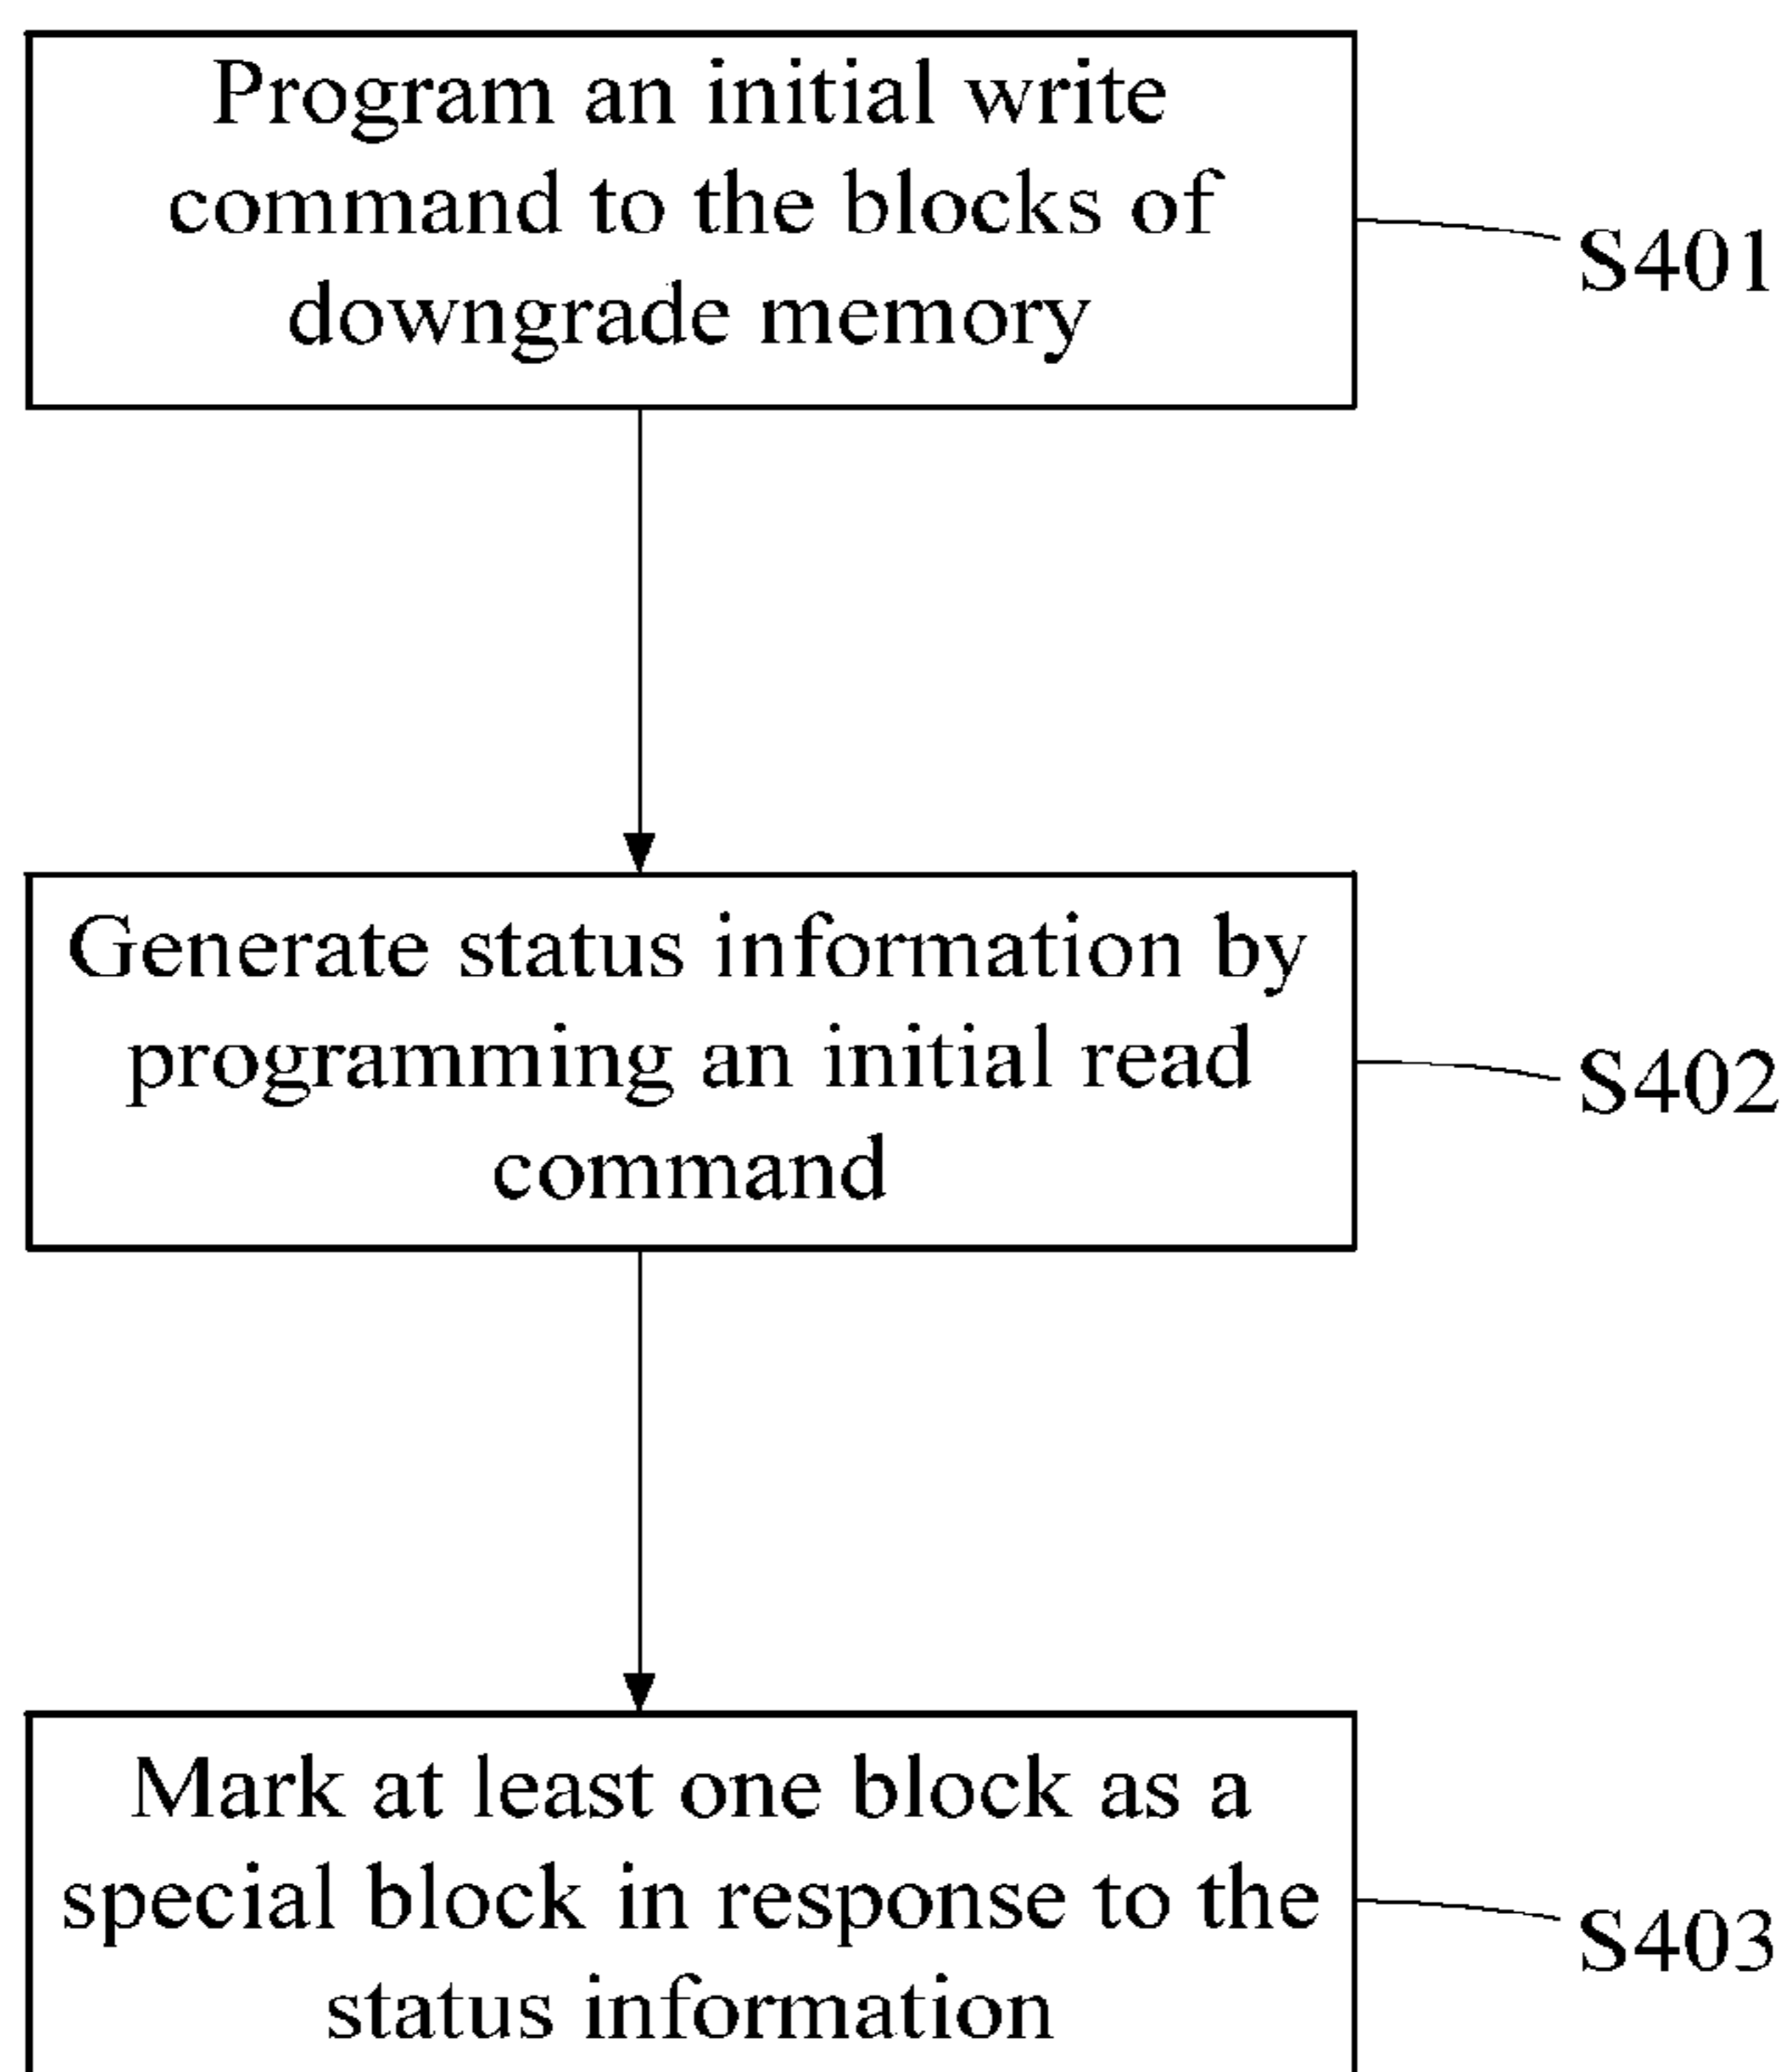 Program an initial write
command to the blocks of
downgrade memory
S401
Generate status information by
programming an initial read
command
S402
Mark at least one block as a
special block in response to the
status information
S403